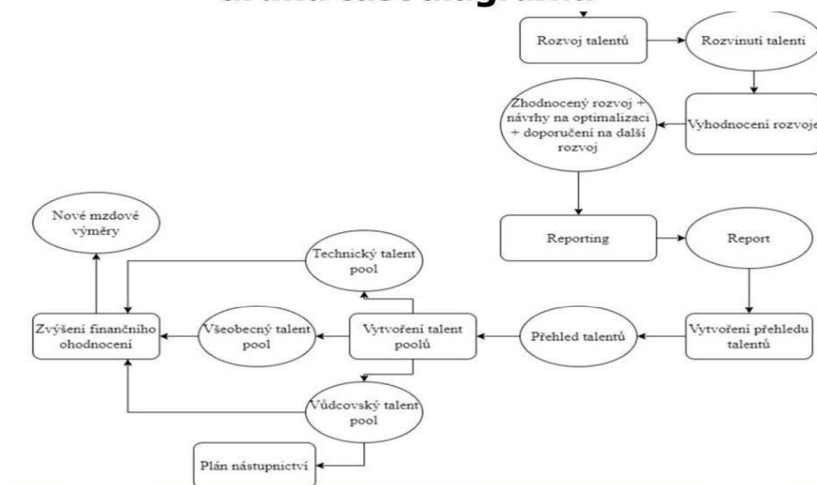 Rozvoj talentů
Rozvinutí talenti
Zhodnocený rozvoj +
návrhy na optimalizaci
+ doporučení na další
rozvoj
Vyhodnocení rozvoje
Nové mzdové
výměry
Reporting
Report
Technický talent
pool
Zvýšení finančního
ohodnocení
Všeobecný talent
pool
Vytvoření talent
poolů
Přehled talentů
Vytvoření přehledu
talentů
Vůdcovský talent
pool
Plán nástupnictví